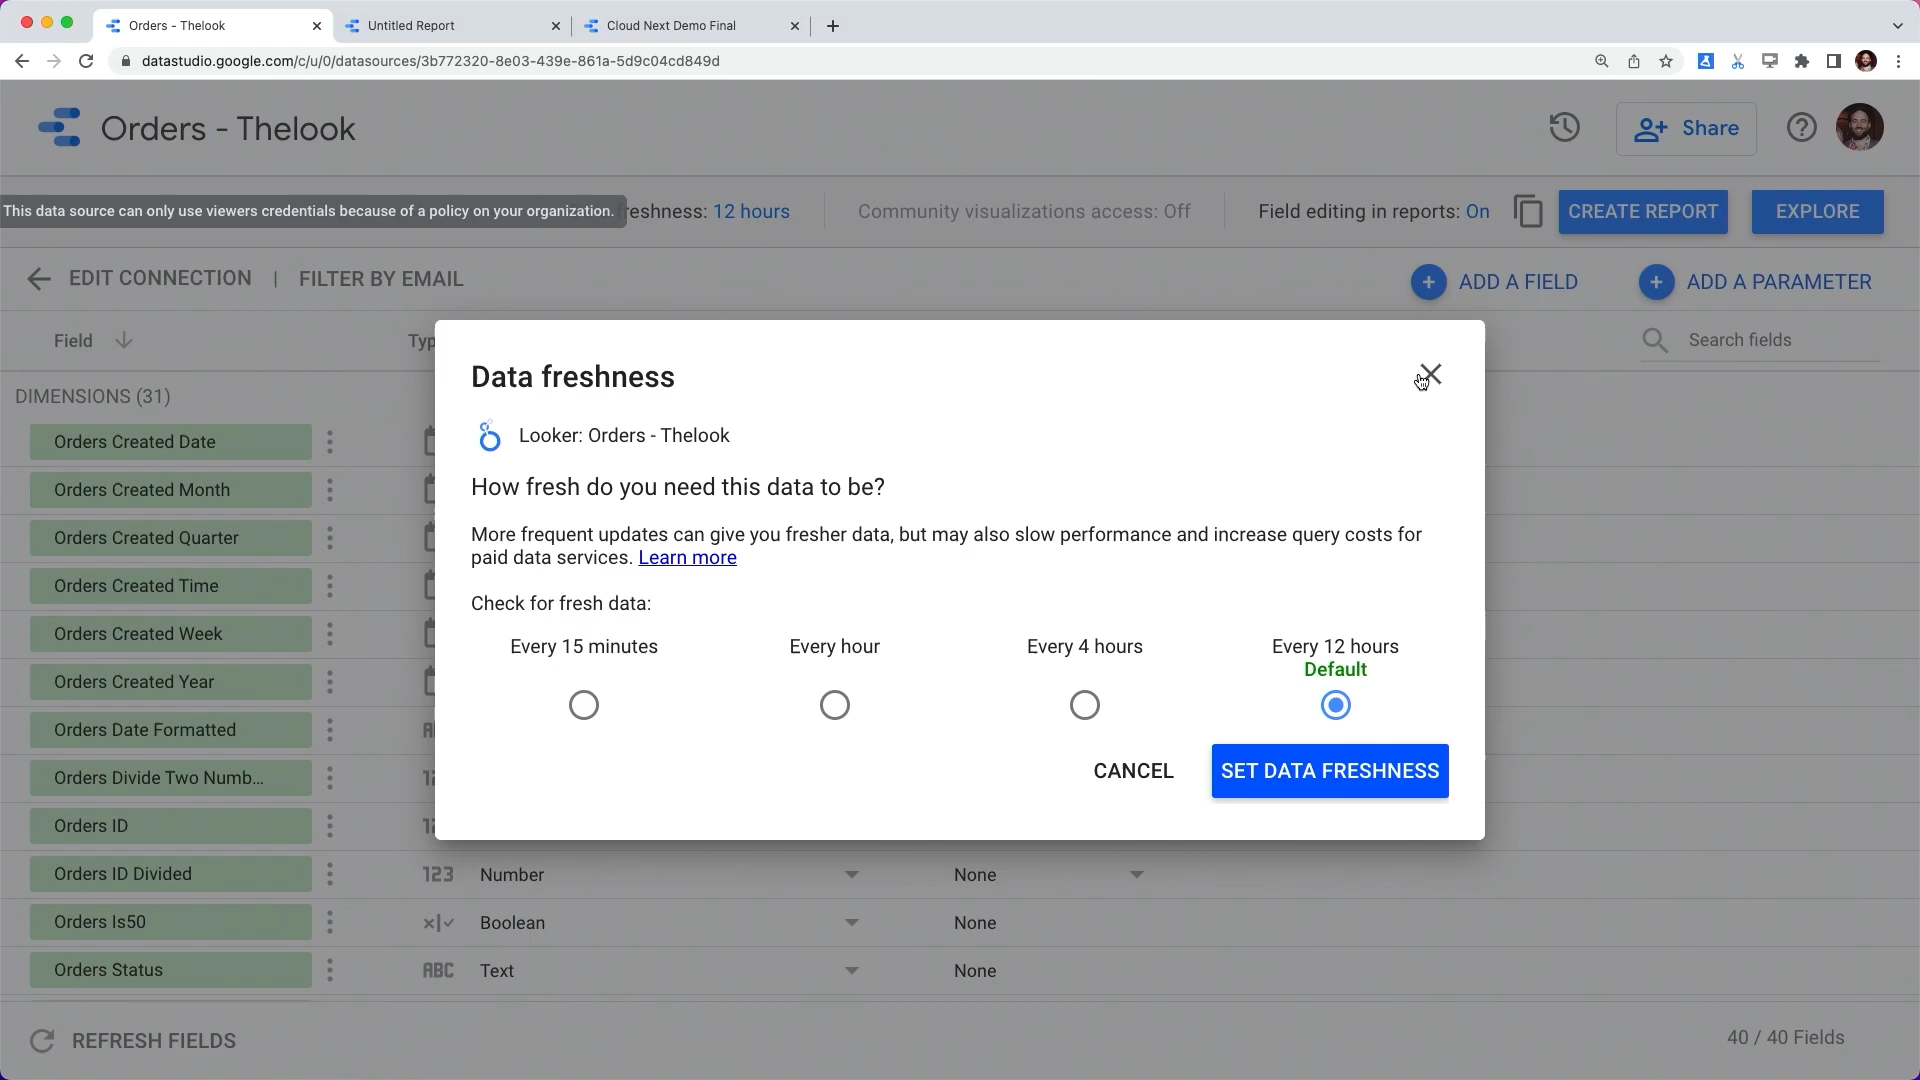 Orders - Thelook
Untitled Report
Cloud Next Demo Final
datastudio.google.com/c/u/0/datasources/3b772320-8e03-439e-861a-5d9c04cd849d
Orders - Thelook
Share
This data source can only use viewers credentials because of a policy on your organization.
freshness: 12 hours
Community visualizations access: Off
Field editing in reports: On
CREATE REPORT
EXPLORE
EDIT CONNECTION | FILTER BY EMAIL
ADD A FIELD
ADD A PARAMETER
Field
Typ
Search fields
DIMENSIONS (31)
Orders Created Date
Orders Created Month
Orders Created Quarter
Orders Created Time
Orders Created Week
Orders Created Year
Orders Date Formatted
Orders Divide Two Numb...
Orders ID
Orders ID Divided
123 Number
None
Orders Is50
Boolean
None
Orders Status
ABC Text
None
Data freshness
Looker: Orders - Thelook
How fresh do you need this data to be?
More frequent updates can give you fresher data, but may also slow performance and increase query costs for
paid data services. Learn more
Check for fresh data:
Every 15 minutes
Every hour
Every 4 hours
Every 12 hours
Default
CANCEL
SET DATA FRESHNESS
REFRESH FIELDS
40 / 40 Fields